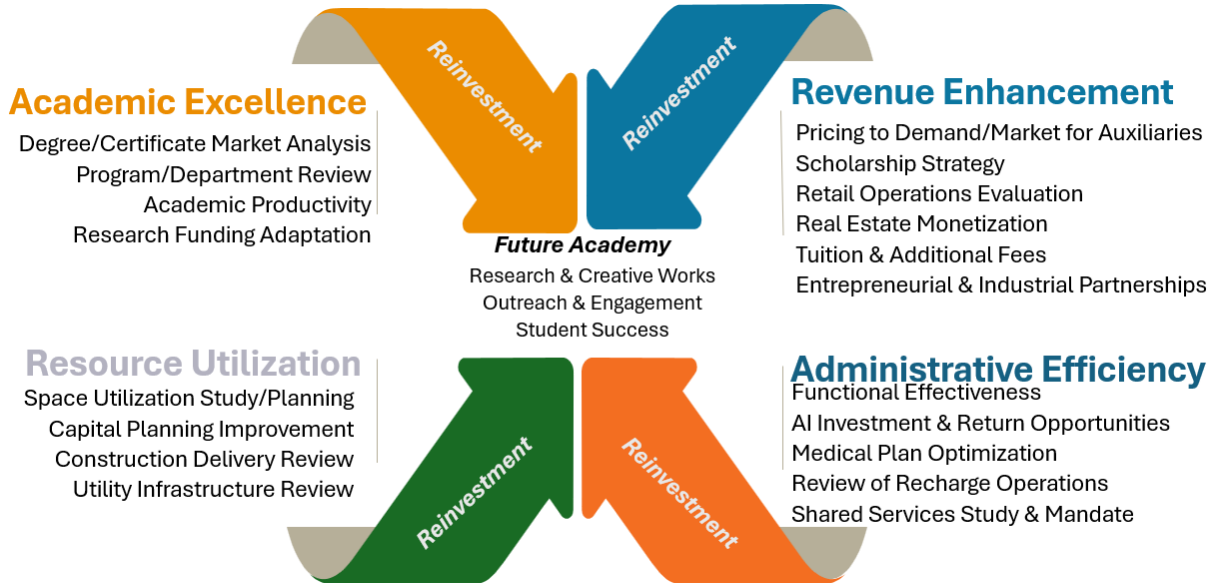 Reinvestment
Reinvestment
Academic Excellence
Degree/Certificate Market Analysis
Program/Department Review
Academic Productivity
Research Funding Adaptation
Revenue Enhancement
Pricing to Demand/Market for Auxiliaries
Scholarship Strategy
Retail Operations Evaluation
Real Estate Monetization
Tuition & Additional Fees
Entrepreneurial & Industrial Partnerships
Future Academy
Research & Creative Works
Outreach & Engagement
Student Success
Resource Utilization
Space Utilization Study/Planning
Capital Planning Improvement
Construction Delivery Review
Utility Infrastructure Review
Administrative Efficiency
Functional Effectiveness
AI Investment & Return Opportunities
Medical Plan Optimization
Review of Recharge Operations
Shared Services Study & Mandate
Reinvestment
Reinvestment